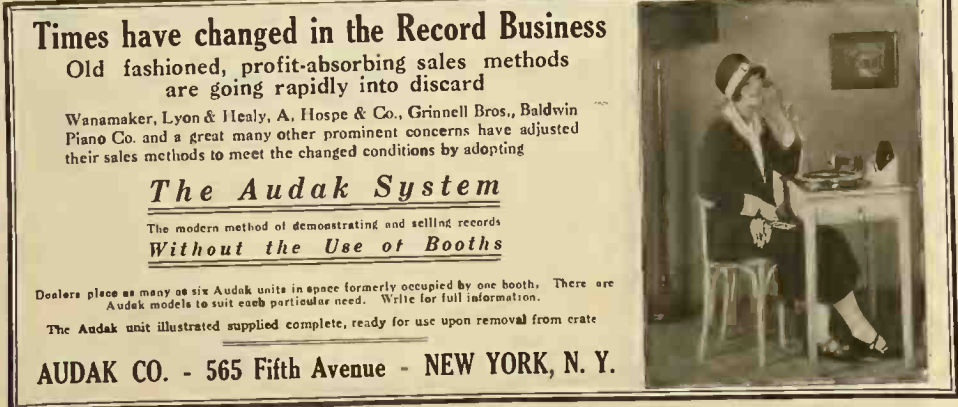 Times have changed in the Record Business
Old fashioned, profit-absorbing sales methods
are going rapidly into discard
Wanamaker, Lyon & Healy, A. Hospe & Co., Grinnell Bros., Baldwin
Piano Co. and a great many other prominent concerns have adjusted
their sales methods to meet the changed conditions by adopting
The Audak System
The modern method of demonstrating and selling records
Without the Use of Booths
Dealers place as many as six Audak units in space formerly occupied by one booth. There are
Audak models to suit each particular need. Write for full information.
The Audak unit illustrated supplied complete, ready for use upon removal from crate
AUDAK CO. - 565 Fifth Avenue - NEW YORK, N. Y.